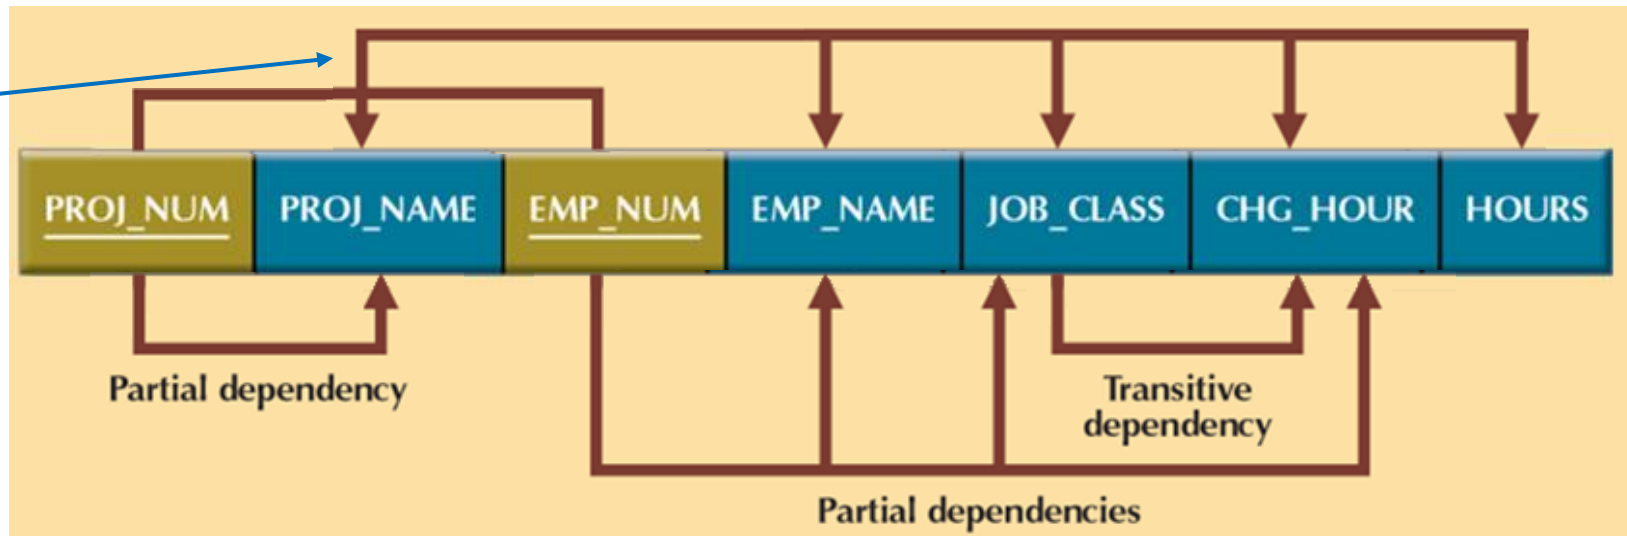 PROJ_NUM PROJ_NAME EMP_NUM EMP_NAME JOB_CLASS CHG_HOUR HOURS
Partial dependency
Transitive
dependency
Partial dependencies